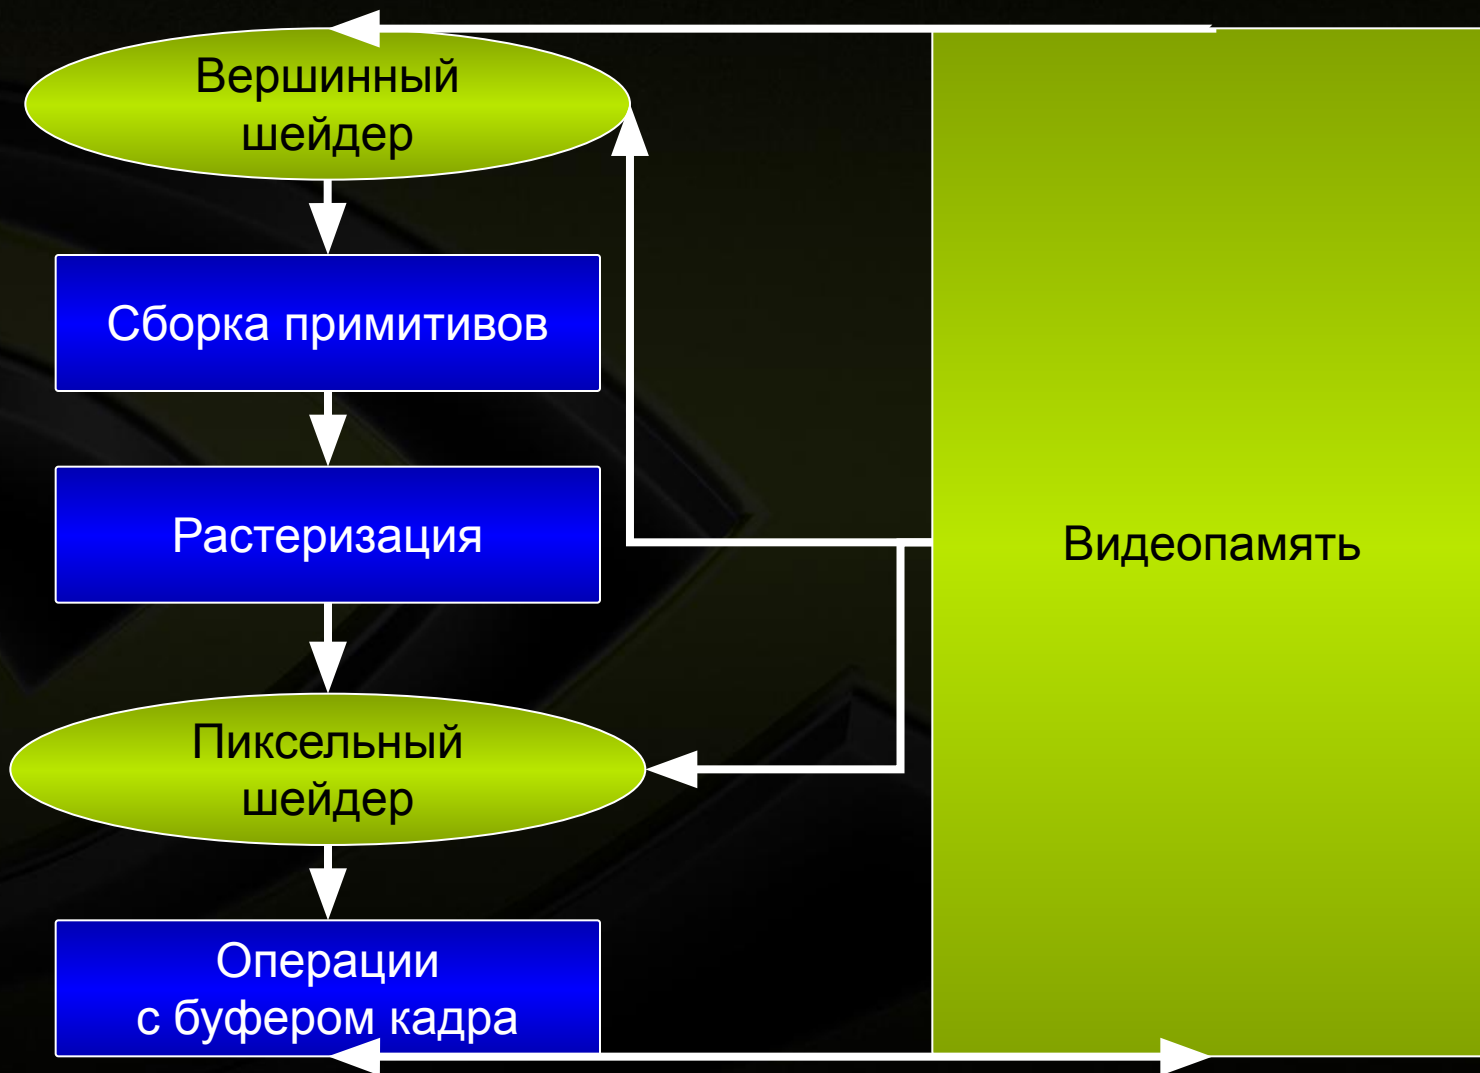 Вершинный
шейдер
Сборка примитивов
Растеризация
Видеопамять
Пиксельный
шейдер
Операции
с буфером кадра